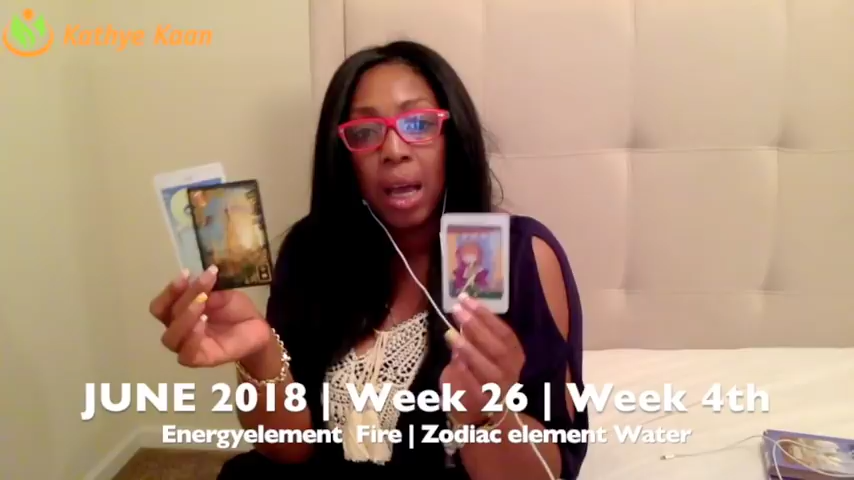 Kathye Kaan
JUNE 2018 | Week 26 | Week 4th
Energyelement Fire | Zodiac element Water